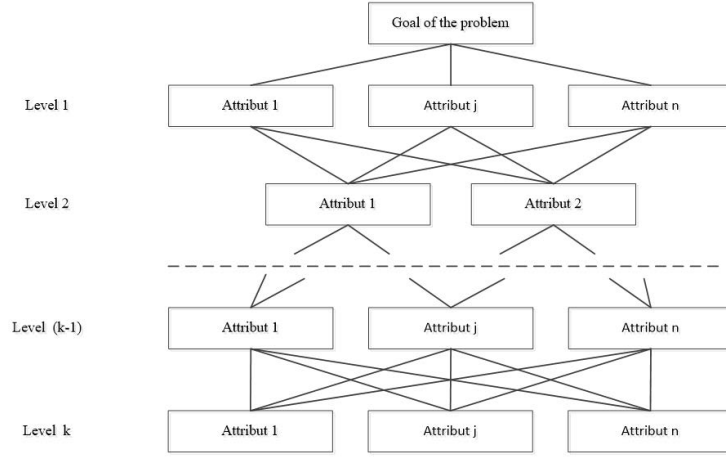 Goal of the problem
Level 1
Attribut 1
Attribut j
Attribut n
Level 2
Attribut 1
Attribut 2
Level (k-1)
Attribut 1
Attribut j
Attribut n
Level k
Attribut 1
Attribut j
Attribut n